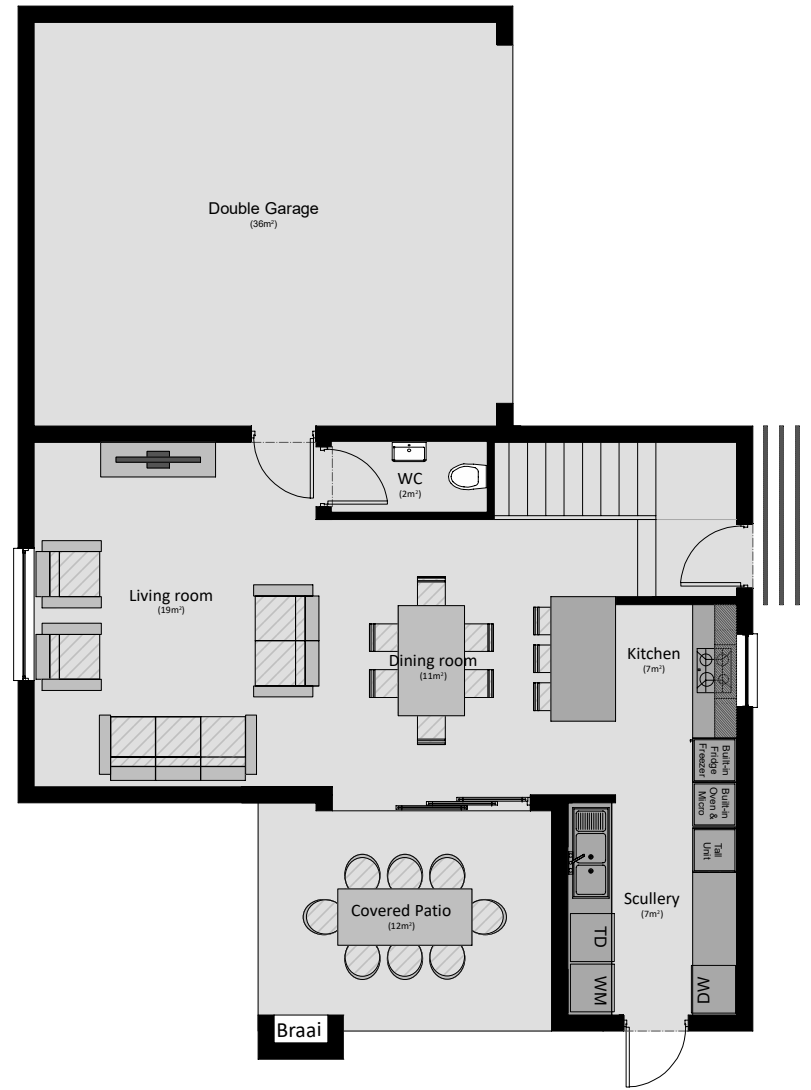 Double Garage
(36m²)
WC
(2m²)
Living room
(19m²)
Dining room
(11m²)
Kitchen
(7m²)
Built-in
Fridge
Freezer
Built-in
Oven &
Micro
Tall
Unit
Scullery
(7m²)
Covered Patio
(12m²)
TD
WM
DW
Braai